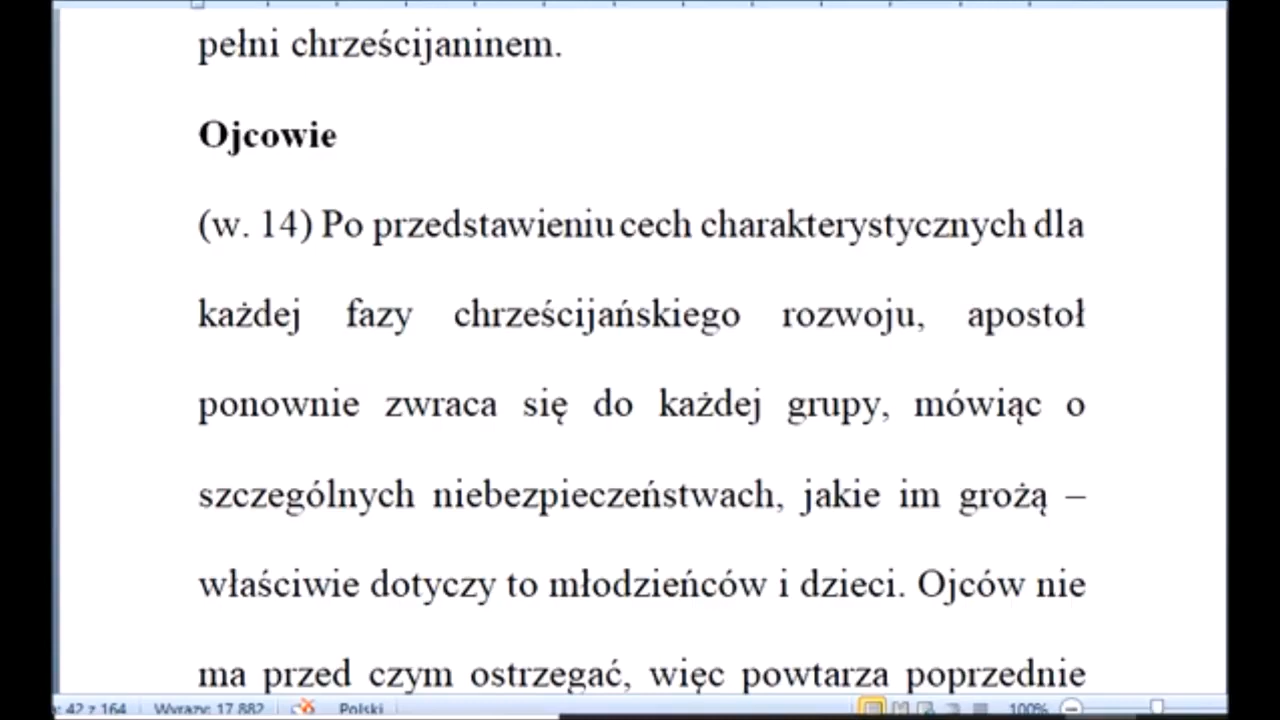 pełni chrześcijaninem.
Ojcowie
(w. 14) Po przedstawieniu cech charakterystycznych dla
każdej fazy chrześcijańskiego rozwoju, apostoł
ponownie zwraca się do każdej grupy, mówiąc o
szczególnych niebezpieczeństwach, jakie im grożą –
właściwie dotyczy to młodzieńców i dzieci. Ojców nie
ma przed czym ostrzegać, więc powtarza poprzednie
: 42 z 164 Wyrazy: 17 882 Polski 100%